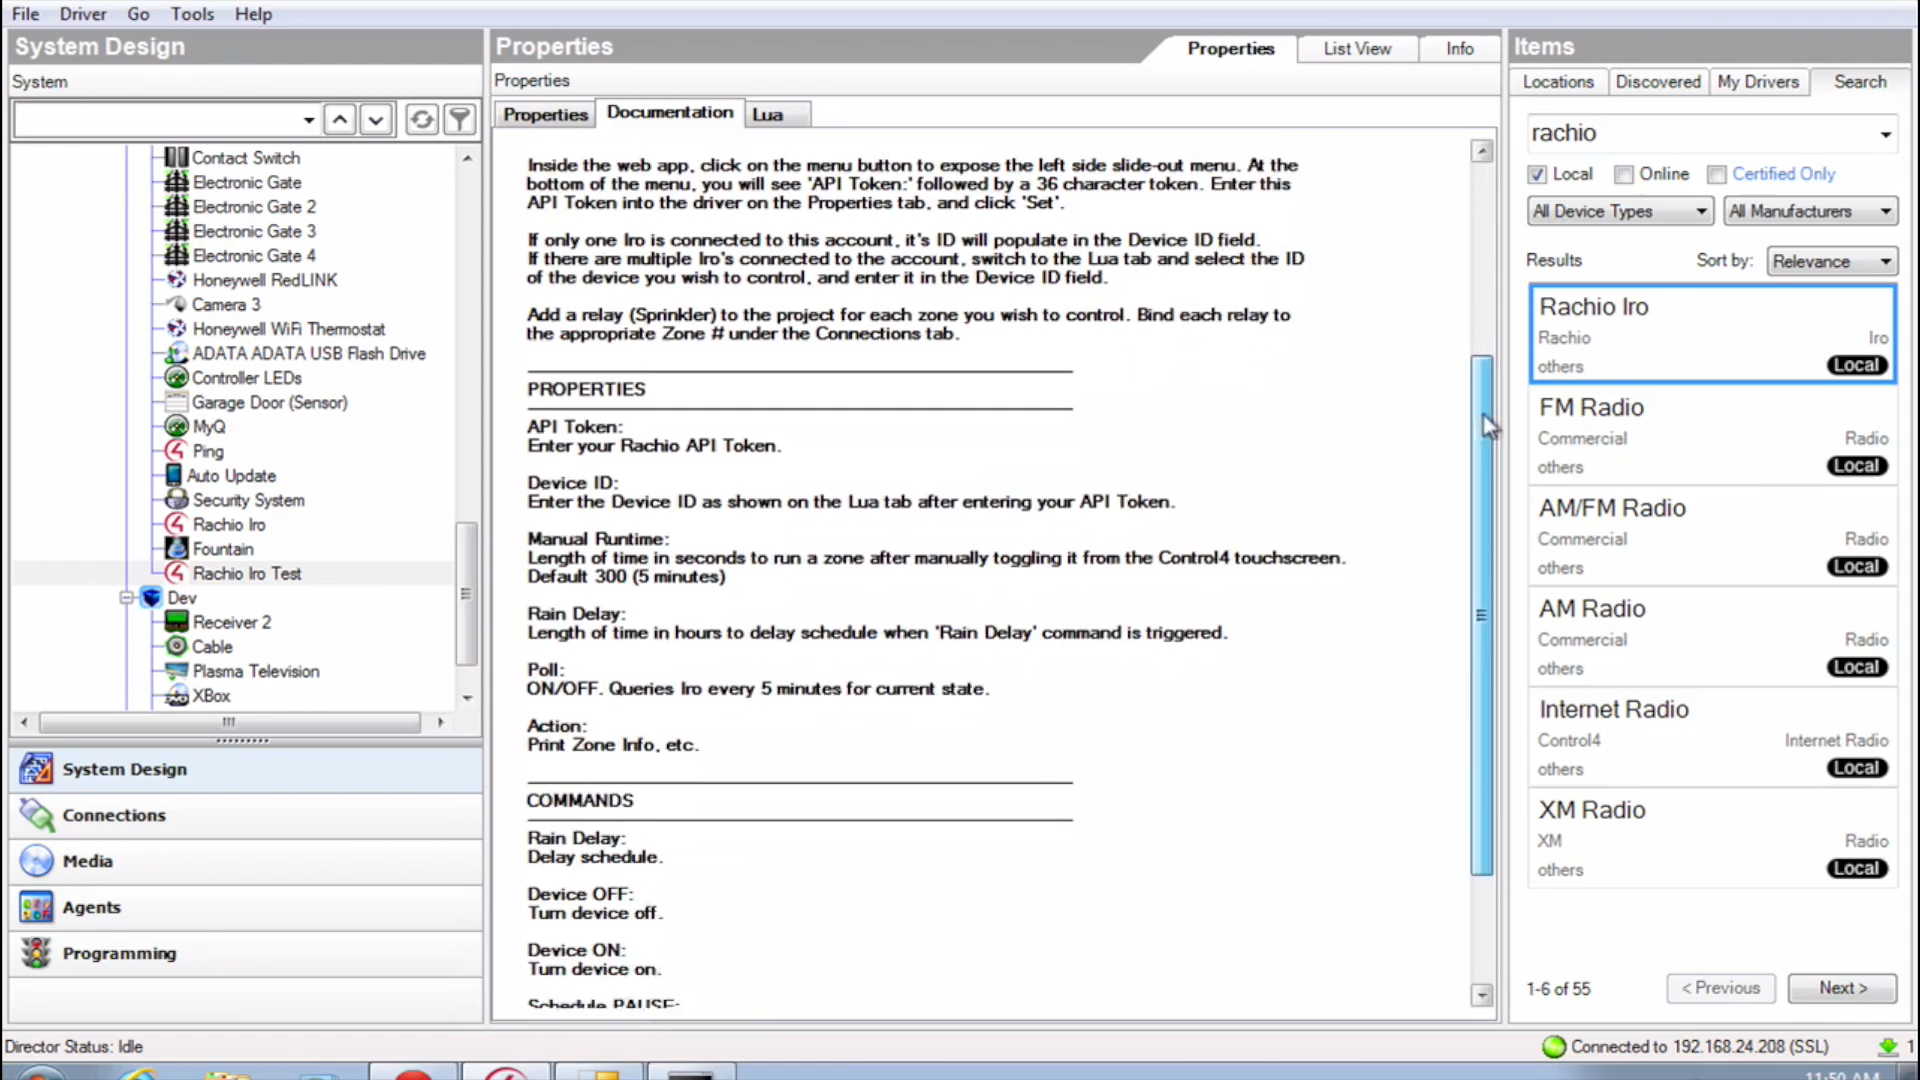 File Driver Go Tools Help
System Design
System
Contact Switch
Electronic Gate
Electronic Gate 2
Electronic Gate 3
Electronic Gate 4
Honeywell RedLINK
Camera 3
Honeywell WiFi Thermostat
ADATA ADATA USB Flash Drive
Controller LEDs
Garage Door (Sensor)
MyQ
Ping
Auto Update
Security System
Rachio Iro
Fountain
Rachio Iro Test
Dev
Receiver 2
Cable
Plasma Television
XBox
System Design
Connections
Media
Agents
Programming
Properties
Properties List View Info
Properties
Properties Documentation Lua
Inside the web app, click on the menu button to expose the left side slide-out menu. At the
bottom of the menu, you will see 'API Token:' followed by a 36 character token. Enter this
API Token into the driver on the Properties tab, and click 'Set'.
If only one Iro is connected to this account, it's ID will populate in the Device ID field.
If there are multiple Iro's connected to the account, switch to the Lua tab and select the ID
of the device you wish to control, and enter it in the Device ID field.
Add a relay (Sprinkler) to the project for each zone you wish to control. Bind each relay to
the appropriate Zone # under the Connections tab.
PROPERTIES
API Token:
Enter your Rachio API Token.
Device ID:
Enter the Device ID as shown on the Lua tab after entering your API Token.
Manual Runtime:
Length of time in seconds to run a zone after manually toggling it from the Control4 touchscreen.
Default 300 (5 minutes)
Rain Delay:
Length of time in hours to delay schedule when 'Rain Delay' command is triggered.
Poll:
ON/OFF. Queries Iro every 5 minutes for current state.
Action:
Print Zone Info, etc.
COMMANDS
Rain Delay:
Delay schedule.
Device OFF:
Turn device off.
Device ON:
Turn device on.
Schedule PAUSE:
Items
Locations Discovered My Drivers Search
rachio
Local Online Certified Only
All Device Types All Manufacturers
Results Sort by: Relevance
Rachio Iro
Rachio Iro
others Local
FM Radio
Commercial Radio
others Local
AM/FM Radio
Commercial Radio
others Local
AM Radio
Commercial Radio
others Local
Internet Radio
Control4 Internet Radio
others Local
XM Radio
XM Radio
others Local
1-6 of 55 < Previous Next >
Director Status: Idle
Connected to 192.168.24.208 (SSL) 1
11:50 AM